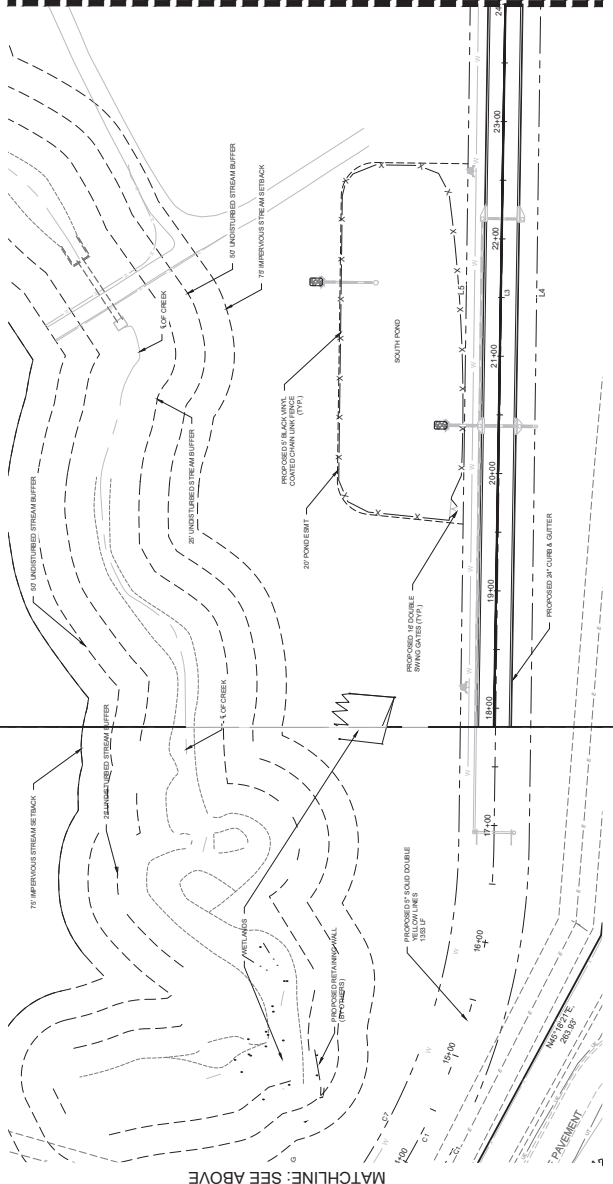 75' IMPERVIOUS STREAM SETBACK
50' UNDISTURBED STREAM BUFFER
25' UNDISTURBED STREAM BUFFER
℄ OF CREEK
50' UNDISTURBED STREAM BUFFER
75' IMPERVIOUS STREAM SETBACK
25' UNDISTURBED STREAM BUFFER
℄ OF CREEK
WETLANDS
PROPOSED RETAINING WALL
(BY OTHERS)
PROPOSED 5' BLACK VINYL
COATED CHAIN LINK FENCE
(TYP.)
20' POND ESMT
SOUTH POND
PROPOSED 16' DOUBLE
SWING GATES (TYP.)
PROPOSED 5" SOLID DOUBLE
YELLOW LINES
1353 LF
PROPOSED 24" CURB & GUTTER
15+00
16+00
17+00
18+00
19+00
20+00
21+00
22+00
23+00
24
L5
L3
L4
C7
C1
C1
N45°16'21"E,
263.93'
PAVEMENT
MATCHLINE: SEE ABOVE